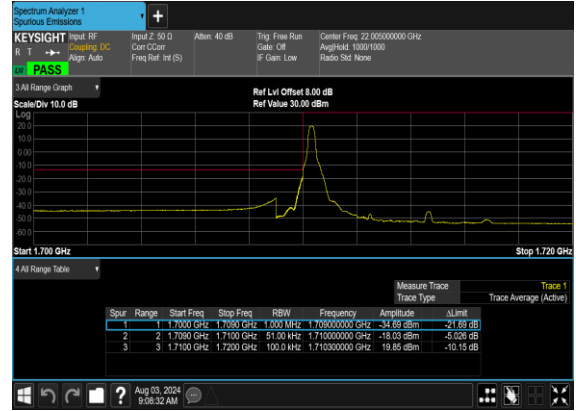 Spectrum Analyzer 1
Spurious Emissions
KEYSIGHT
R T
PASS
Input: RF
Coupling: DC
Align: Auto
Input Z: 50 Ω
Corr CCorr
Freq Ref: Int (S)
Atten: 40 dB
Trig: Free Run
Gate: Off
IF Gain: Low
Center Freq: 22.005000000 GHz
Avg|Hold: 1000/1000
Radio Std: None
3 All Range Graph
Scale/Div 10.0 dB
Ref Lvl Offset 8.00 dB
Ref Value 30.00 dBm
Log
20.0
10.0
0.00
-10.0
-20.0
-30.0
-40.0
-50.0
-60.0
Start 1.700 GHz
Stop 1.720 GHz
4 All Range Table
Measure Trace Trace 1
Trace Type Trace Average (Active)
Spur Range Start Freq Stop Freq RBW Frequency Amplitude ΔLimit
1 1 1.7000 GHz 1.7090 GHz 1.000 MHz 1.709000000 GHz -34.69 dBm -21.69 dB
2 2 1.7090 GHz 1.7100 GHz 51.00 kHz 1.710000000 GHz -18.03 dBm -5.026 dB
3 3 1.7100 GHz 1.7200 GHz 100.0 kHz 1.710300000 GHz 19.85 dBm -10.15 dB
?
Aug 03, 2024
9:08:32 AM